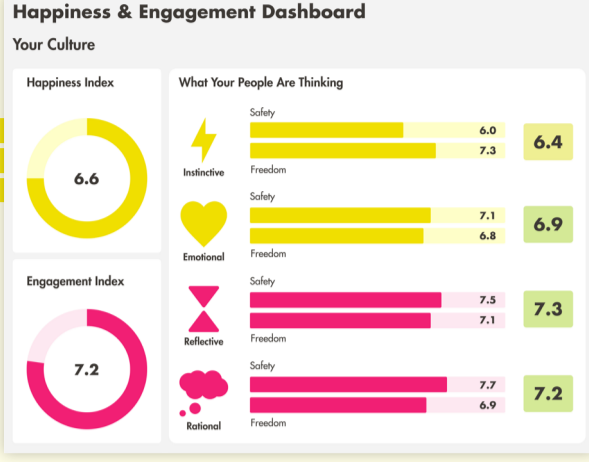 Happiness & Engagement Dashboard
Your Culture
Happiness Index
6.6
Engagement Index
7.2
What Your People Are Thinking
Instinctive
Safety
6.0
7.3
Freedom
6.4
Emotional
Safety
7.1
6.8
Freedom
6.9
Reflective
Safety
7.5
7.1
Freedom
7.3
Rational
Safety
7.7
6.9
Freedom
7.2